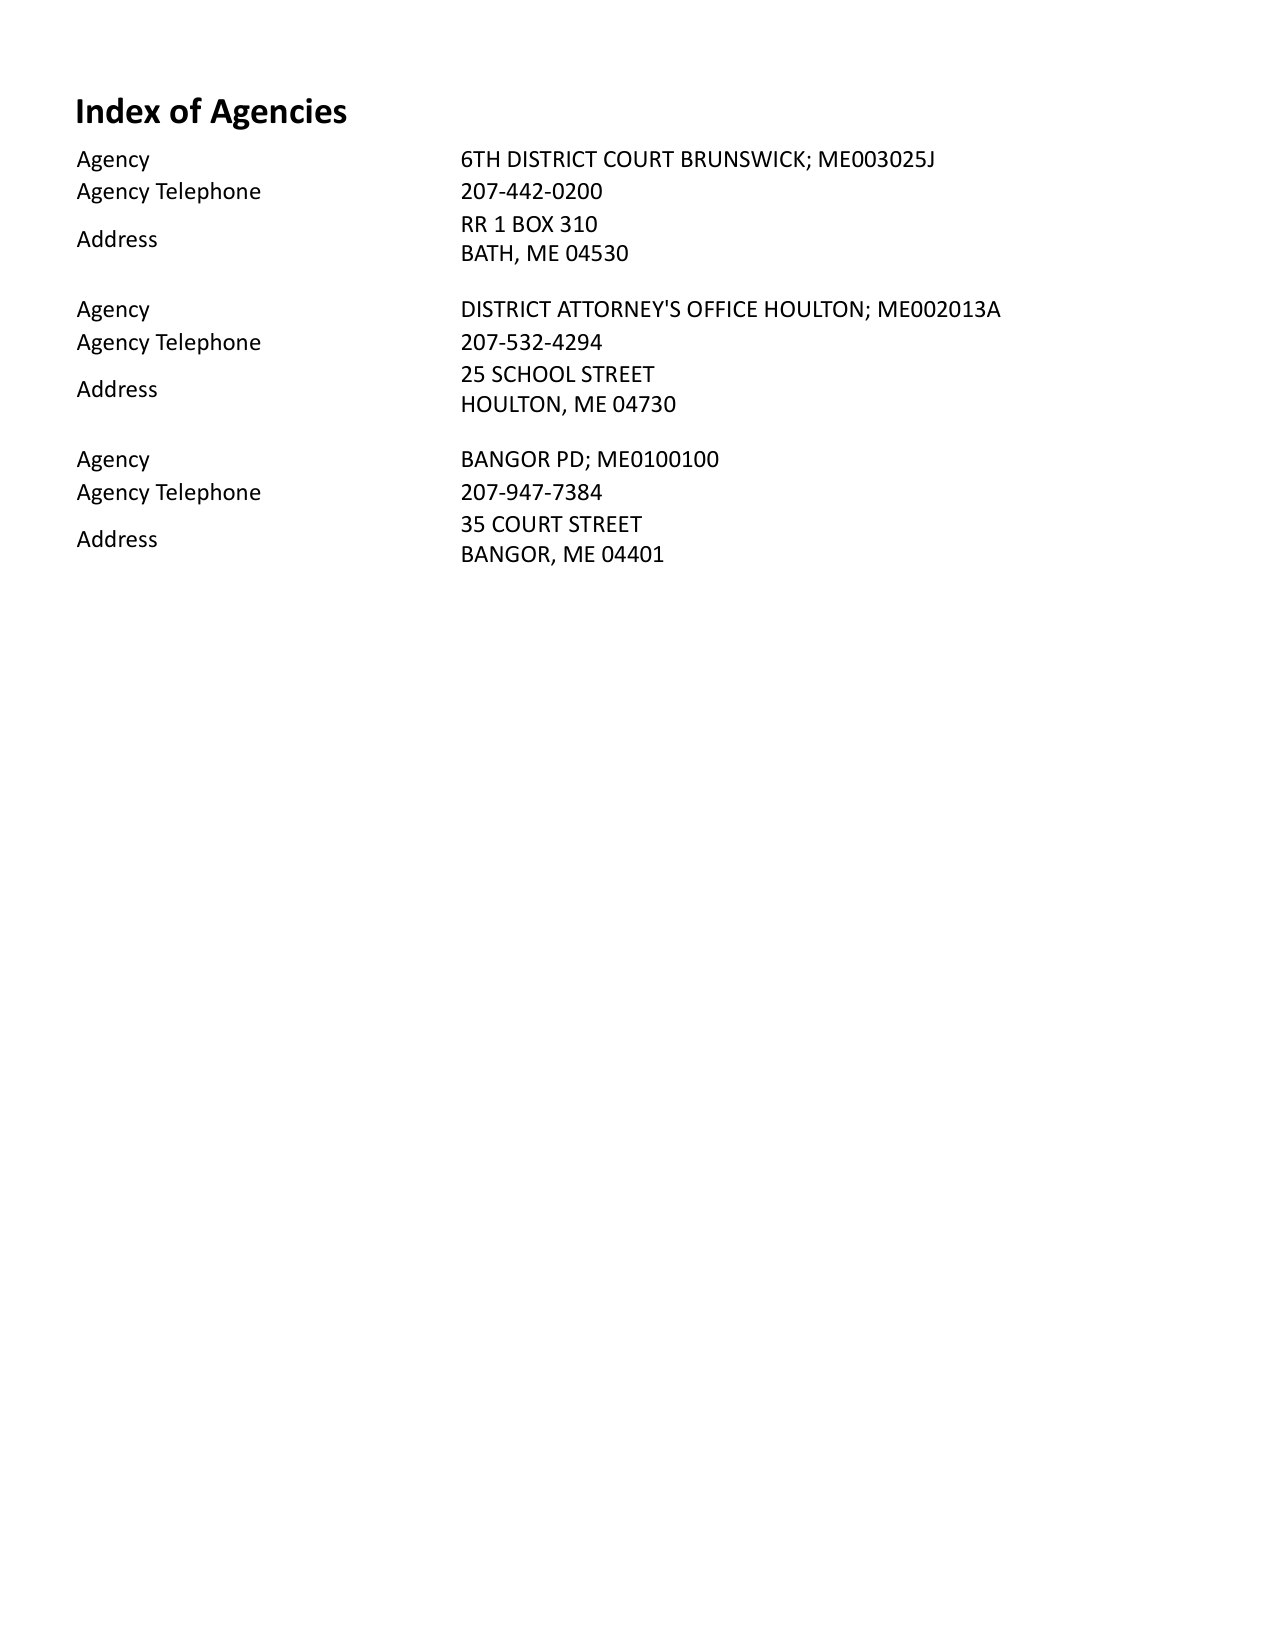 Index of Agencies
Agency 6TH DISTRICT COURT BRUNSWICK; ME003025J
Agency Telephone 207-442-0200
Address RR 1 BOX 310
BATH, ME 04530
Agency DISTRICT ATTORNEY'S OFFICE HOULTON; ME002013A
Agency Telephone 207-532-4294
Address 25 SCHOOL STREET
HOULTON, ME 04730
Agency BANGOR PD; ME0100100
Agency Telephone 207-947-7384
Address 35 COURT STREET
BANGOR, ME 04401